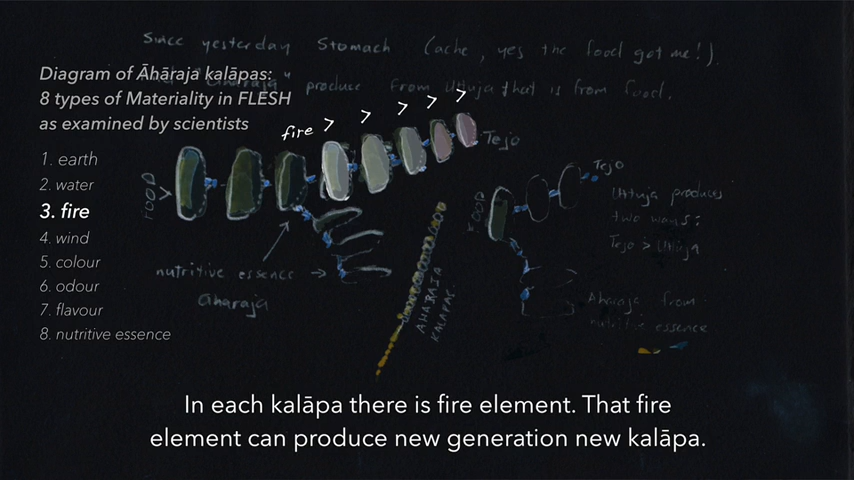 Since yesterday Stomach (ache, yes the food got me!).
Diagram of Āhāraja kalāpas:
produce from Utuja that is from food.
8 types of Materiality in FLESH
as examined by scientists
fire > > > > >
Tejo
1. earth
2. water
3. fire
4. wind
5. colour
6. odour
7. flavour
8. nutritive essence
FOOD
nutritive essence →
aharaja
AHARAJA
KALAPAS
FOOD
Tejo
Utuja produces
two ways:
Tejo > Utuja
Aharaja from
nutritive essence
In each kalāpa there is fire element. That fire
element can produce new generation new kalāpa.